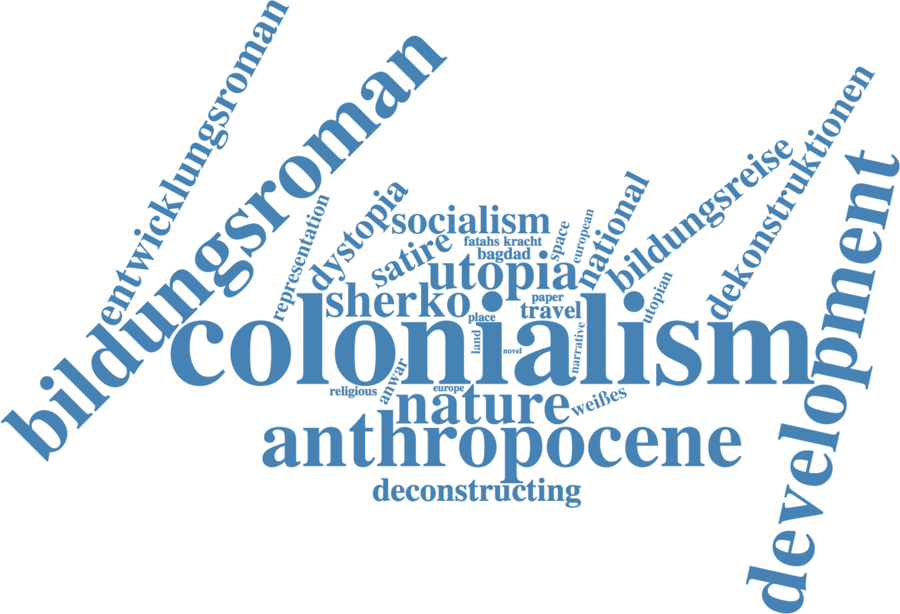 entwicklungsroman
bildungsroman
representation
dystopia
socialism
satire
fatahs kracht
bagdad
space
european
national
bildungsreise
dekonstruktionen
development
utopia
sherko
paper
travel
utopian
place
colonialism
land
novel
narrative
religious
anwar
europe
nature
weißes
anthropocene
deconstructing